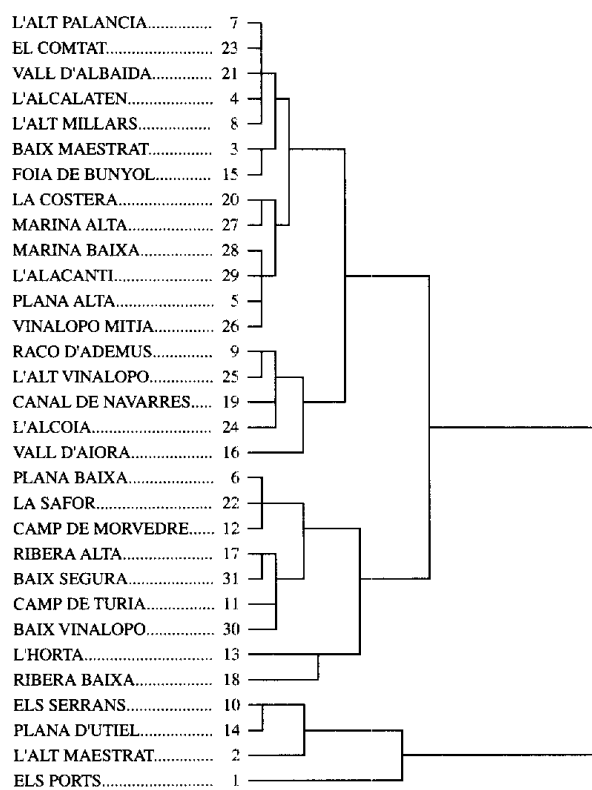 L'ALT PALANCIA............... 7
EL COMTAT......................... 23
VALL D'ALBAIDA.............. 21
L'ALCALATEN.................... 4
L'ALT MILLARS.................. 8
BAIX MAESTRAT................ 3
FOIA DE BUNYOL.............. 15
LA COSTERA....................... 20
MARINA ALTA.................... 27
MARINA BAIXA.................. 28
L'ALACANTI........................ 29
PLANA ALTA....................... 5
VINALOPO MITJA............... 26
RACO D'ADEMUS............... 9
L'ALT VINALOPO................ 25
CANAL DE NAVARRES..... 19
L'ALCOIA............................. 24
VALL D'AIORA.................... 16
PLANA BAIXA..................... 6
LA SAFOR............................ 22
CAMP DE MORVEDRE...... 12
RIBERA ALTA...................... 17
BAIX SEGURA..................... 31
CAMP DE TURIA................. 11
BAIX VINALOPO................. 30
L'HORTA.............................. 13
RIBERA BAIXA................... 18
ELS SERRANS..................... 10
PLANA D'UTIEL.................. 14
L'ALT MAESTRAT............... 2
ELS PORTS........................... 1